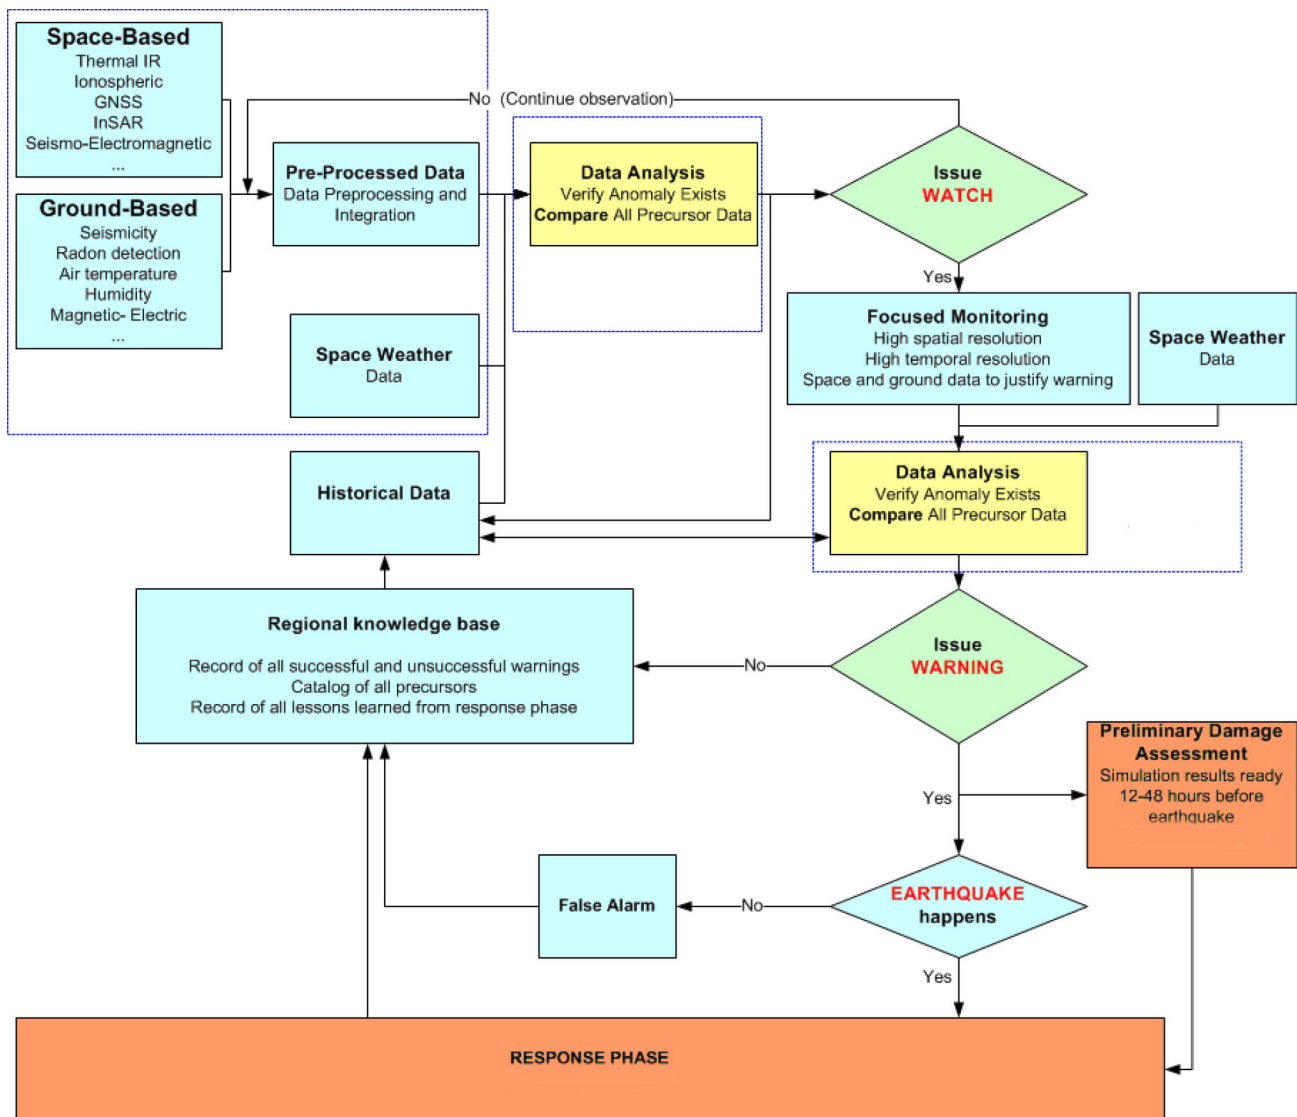 Space-Based
Thermal IR
Ionospheric
GNSS
InSAR
Seismo-Electromagnetic
...
Ground-Based
Seismicity
Radon detection
Air temperature
Humidity
Magnetic- Electric
...
No (Continue observation)
Pre-Processed Data
Data Preprocessing and
Integration
Data Analysis
Verify Anomaly Exists
Compare All Precursor Data
Issue
WATCH
Yes
Space Weather
Data
Focused Monitoring
High spatial resolution
High temporal resolution
Space and ground data to justify warning
Space Weather
Data
Historical Data
Data Analysis
Verify Anomaly Exists
Compare All Precursor Data
Regional knowledge base
Record of all successful and unsuccessful warnings
Catalog of all precursors
Record of all lessons learned from response phase
No
Issue
WARNING
Yes
Preliminary Damage
Assessment
Simulation results ready
12-48 hours before
earthquake
False Alarm
No
EARTHQUAKE
happens
Yes
RESPONSE PHASE